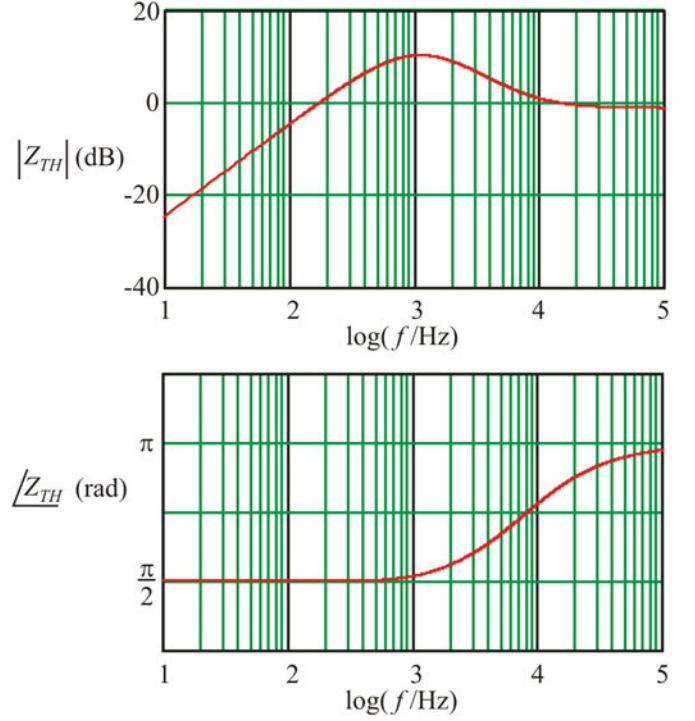 20
0
-20
-40
|Z_TH| (dB)
1 2 3 4 5
log(f/Hz)
π
π/2
∠Z_TH (rad)
1 2 3 4 5
log(f/Hz)